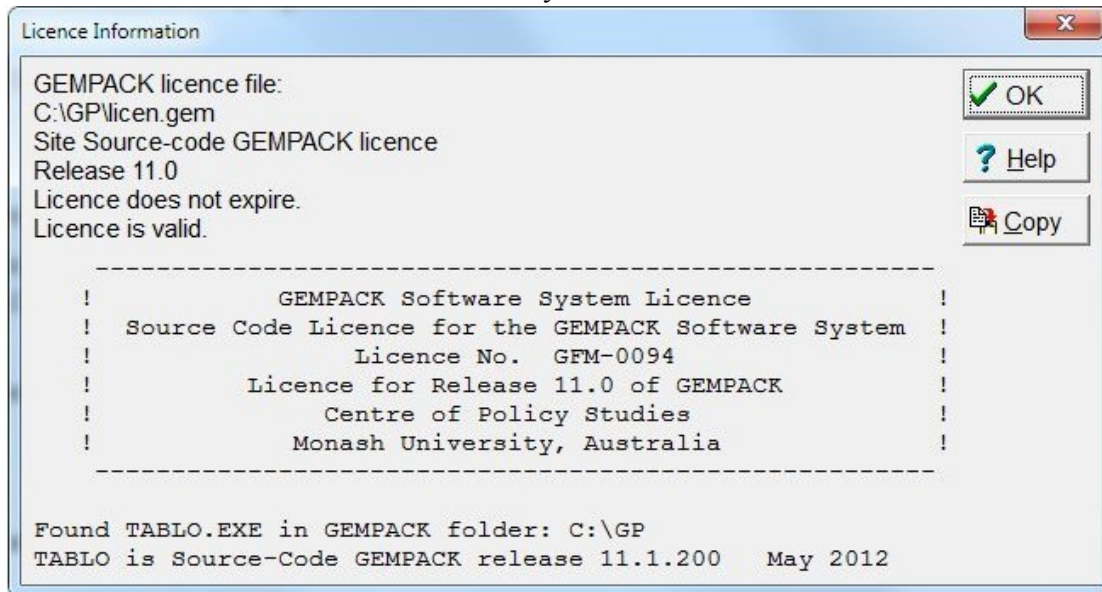 Licence Information
GEMPACK licence file:
C:\GP\licen.gem
Site Source-code GEMPACK licence
Release 11.0
Licence does not expire.
Licence is valid.
OK
? Help
Copy
------------------------------------------------------
! GEMPACK Software System Licence !
! Source Code Licence for the GEMPACK Software System !
! Licence No. GFM-0094 !
! Licence for Release 11.0 of GEMPACK !
! Centre of Policy Studies !
! Monash University, Australia !
------------------------------------------------------
Found TABLO.EXE in GEMPACK folder: C:\GP
TABLO is Source-Code GEMPACK release 11.1.200 May 2012